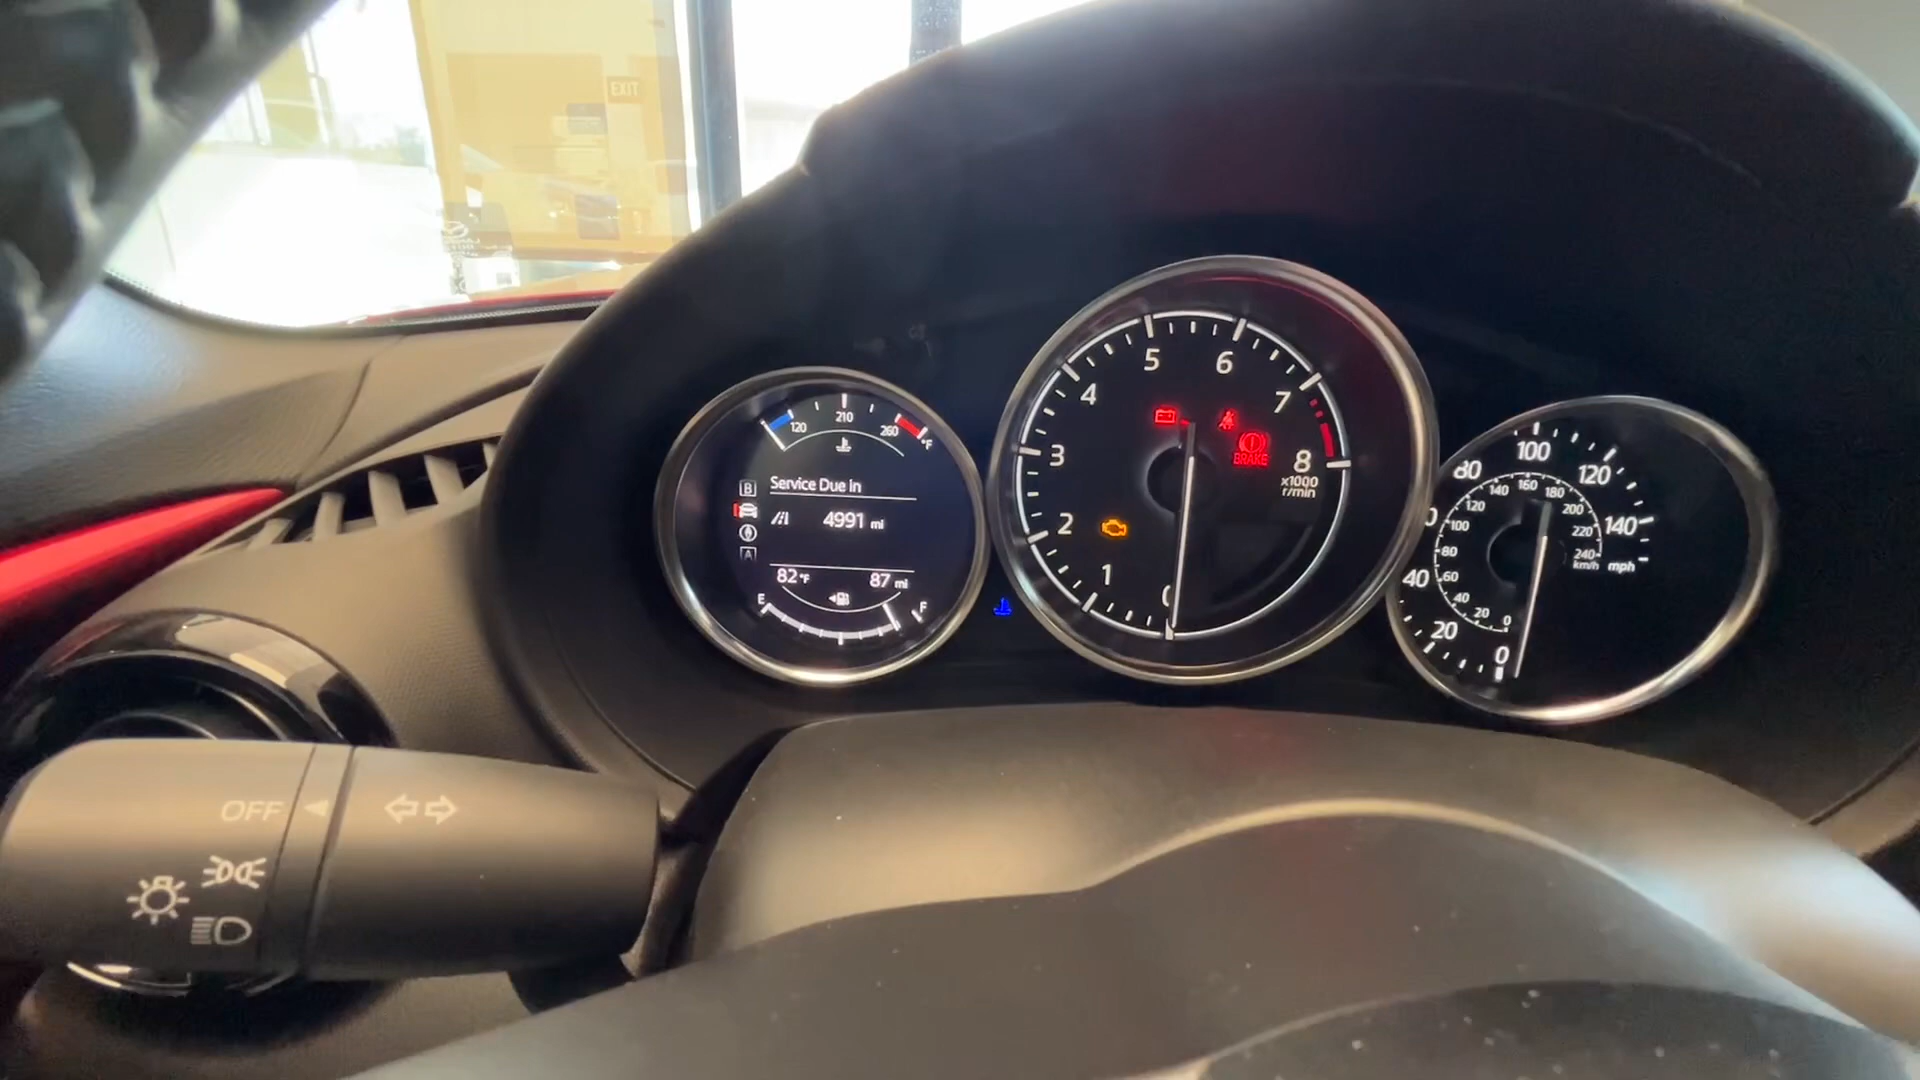 EXIT
120 210 260 °F
B
Service Due In
4991 mi
A
82°F 87 mi
E F
0 1 2 3 4 5 6 7 8
x1000
r/min
BRAKE
0 20 40 80 100 120 140
mph
0 20 40 60 80 100 120 140 160 180 200 220 240
km/h
OFF